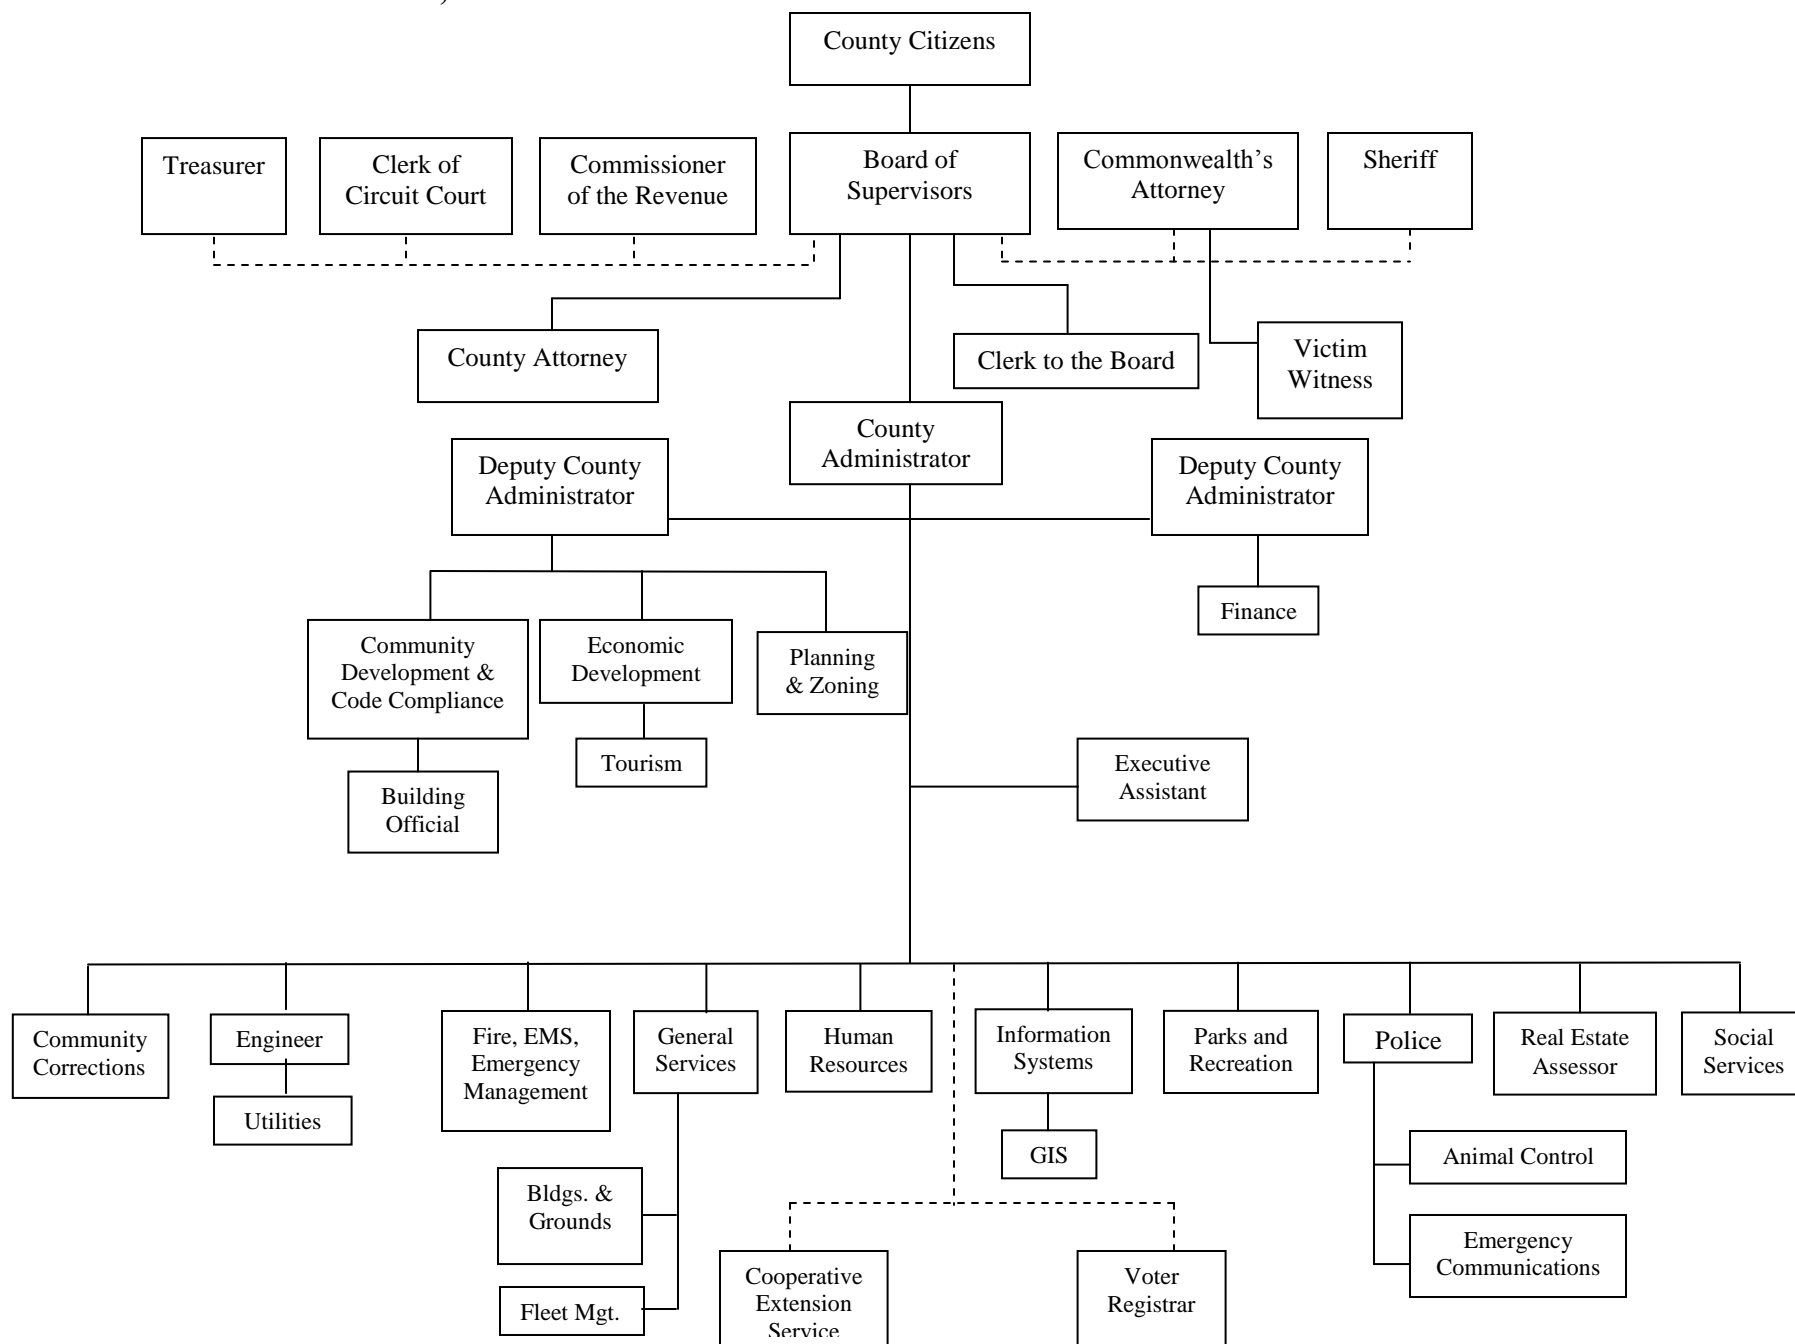 County Citizens
Treasurer
Clerk of
Circuit Court
Commissioner
of the Revenue
Board of
Supervisors
Commonwealth’s
Attorney
Sheriff
County Attorney
Clerk to the Board
Victim
Witness
County
Administrator
Deputy County
Administrator
Deputy County
Administrator
Finance
Community
Development &
Code Compliance
Economic
Development
Planning
& Zoning
Tourism
Building
Official
Executive
Assistant
Community
Corrections
Engineer
Utilities
Fire, EMS,
Emergency
Management
General
Services
Human
Resources
Information
Systems
Parks and
Recreation
Police
Real Estate
Assessor
Social
Services
GIS
Animal Control
Bldgs. &
Grounds
Emergency
Communications
Fleet Mgt.
Cooperative
Extension
Service
Voter
Registrar